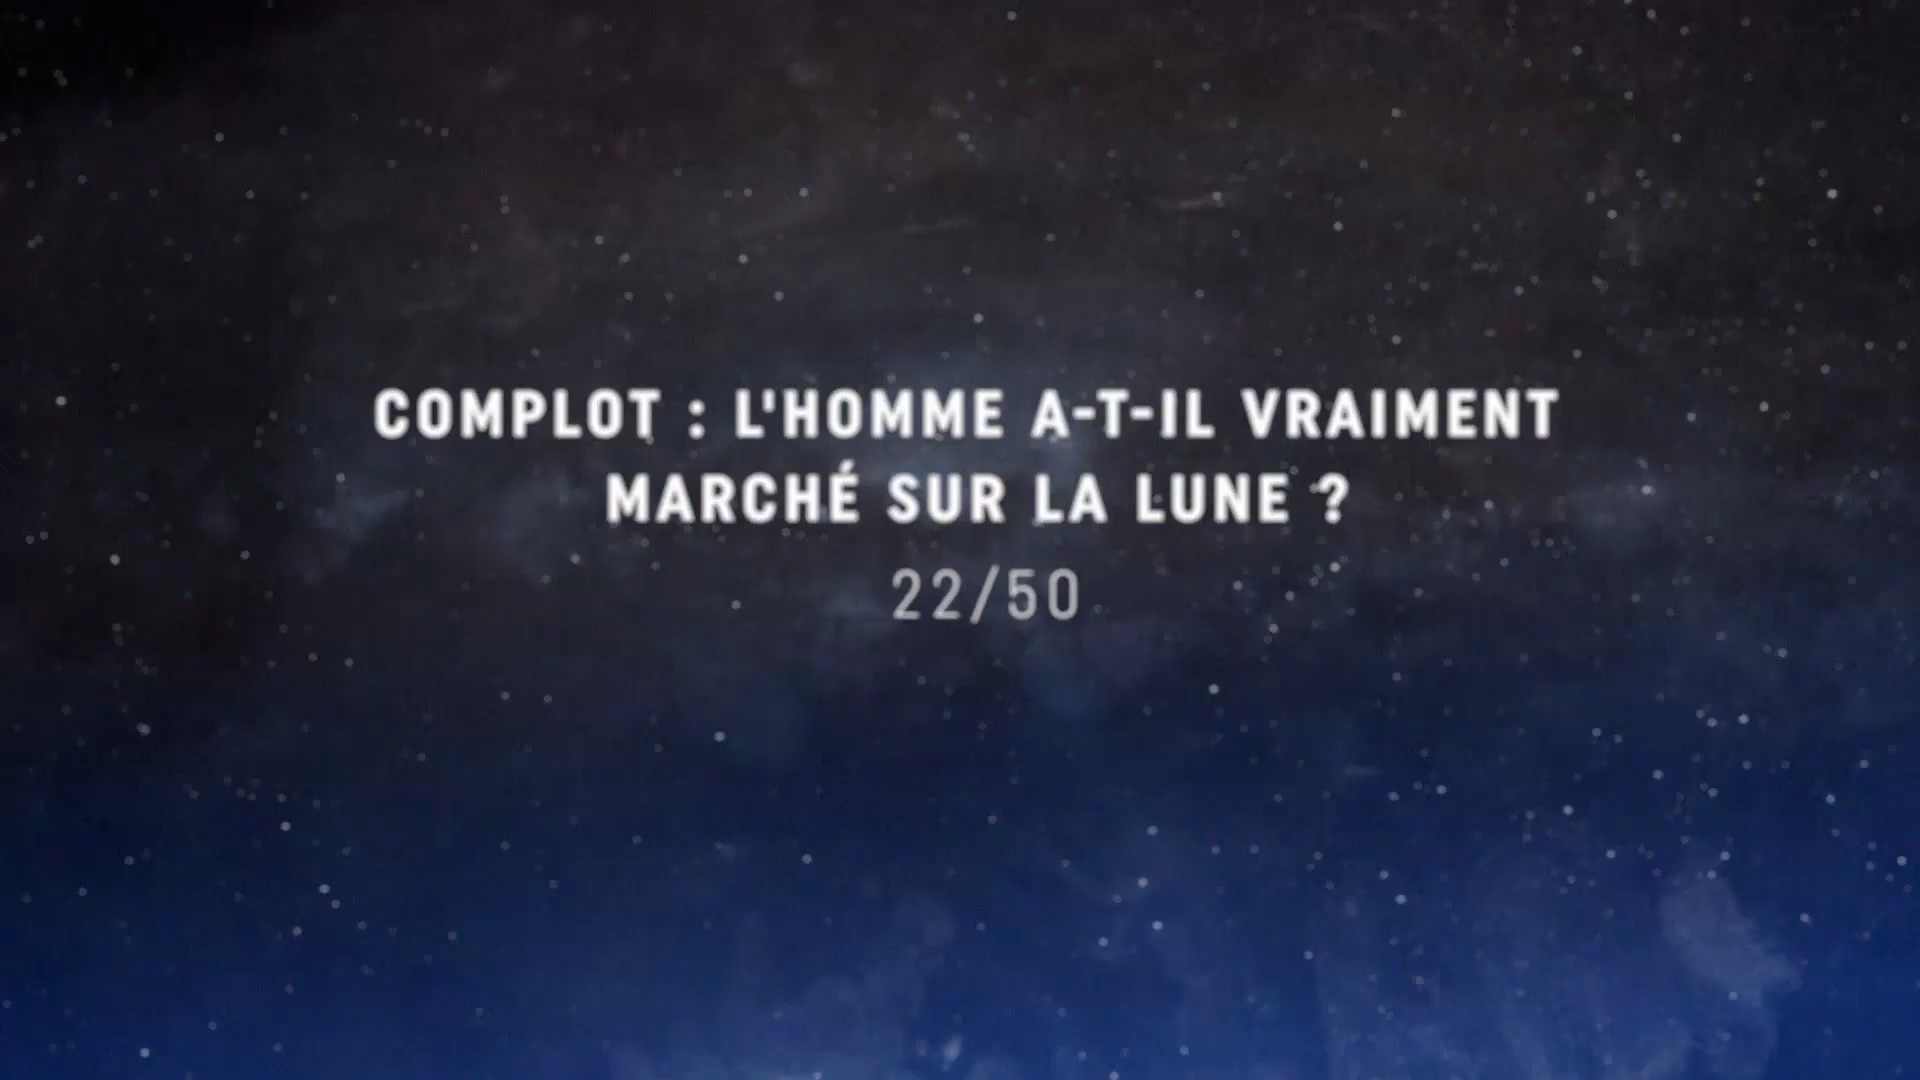 COMPLOT : L'HOMME A-T-IL VRAIMENT
MARCHÉ SUR LA LUNE ?
22/50